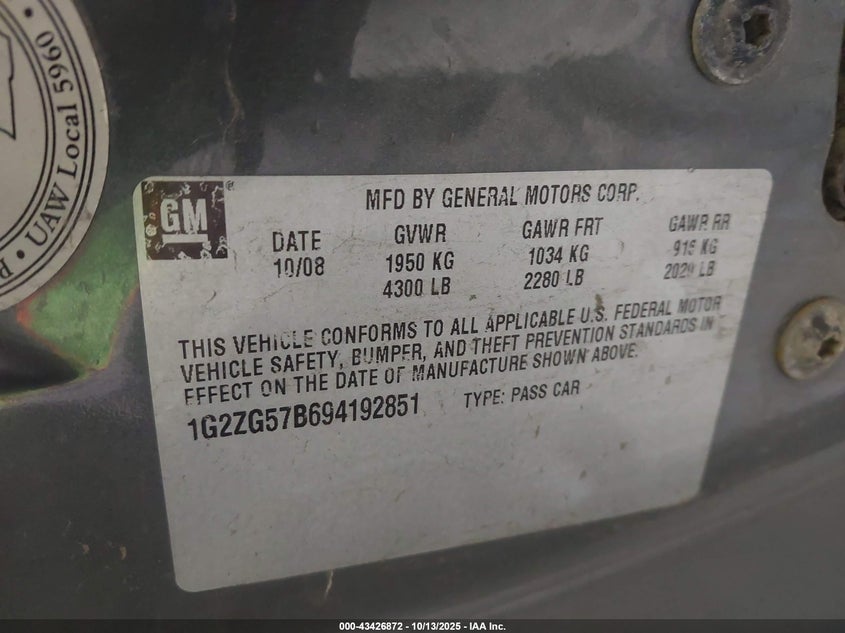 UAW Local 5960 •
GM
MFD BY GENERAL MOTORS CORP.
DATE GVWR GAWR FRT GAWR RR
10/08 1950 KG 1034 KG 916 KG
4300 LB 2280 LB 2020 LB
THIS VEHICLE CONFORMS TO ALL APPLICABLE U.S. FEDERAL MOTOR
VEHICLE SAFETY, BUMPER, AND THEFT PREVENTION STANDARDS IN
EFFECT ON THE DATE OF MANUFACTURE SHOWN ABOVE.
1G2ZG57B694192851 TYPE: PASS CAR
000-43426872 - 10/13/2025 - IAA Inc.